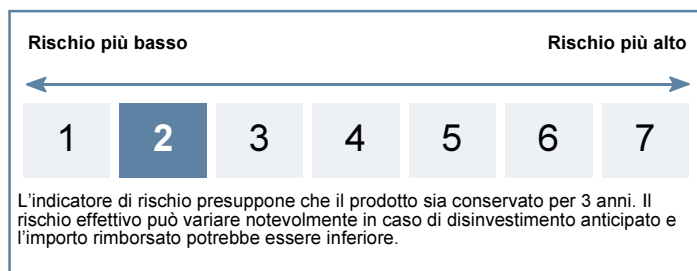 Rischio più basso Rischio più alto
1 2 3 4 5 6 7
L'indicatore di rischio presuppone che il prodotto sia conservato per 3 anni. Il
rischio effettivo può variare notevolmente in caso di disinvestimento anticipato e
l'importo rimborsato potrebbe essere inferiore.